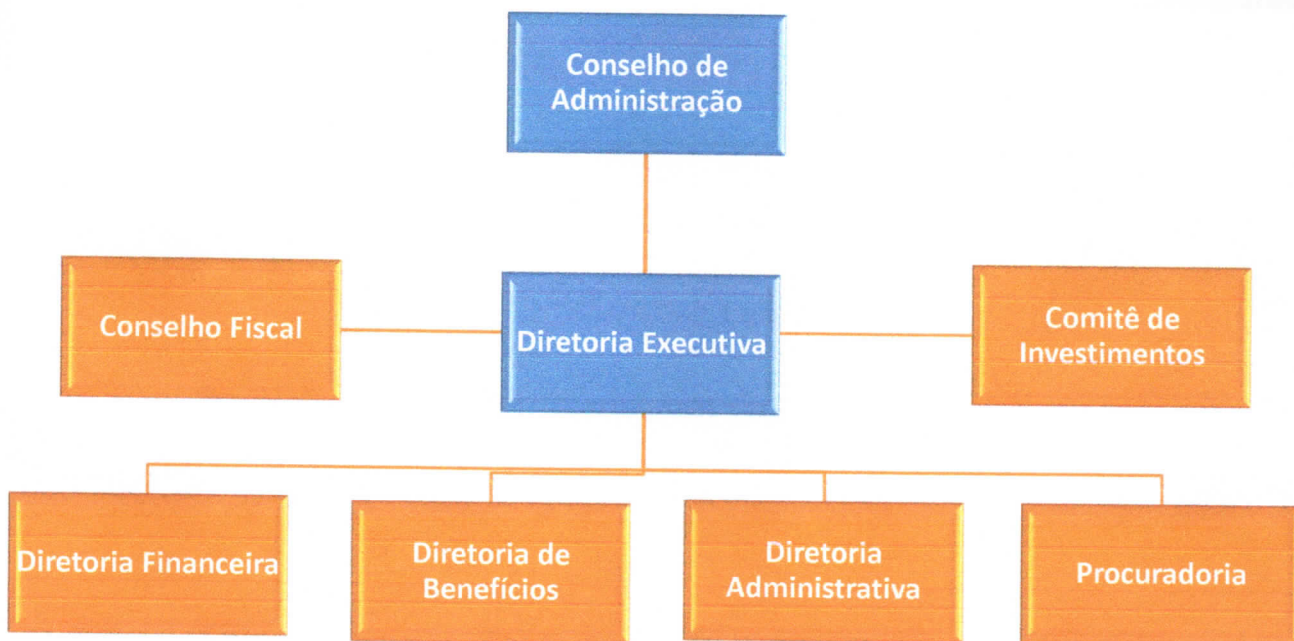 Conselho de
Administração
Conselho Fiscal
Diretoria Executiva
Comitê de
Investimentos
Diretoria Financeira
Diretoria de
Benefícios
Diretoria
Administrativa
Procuradoria